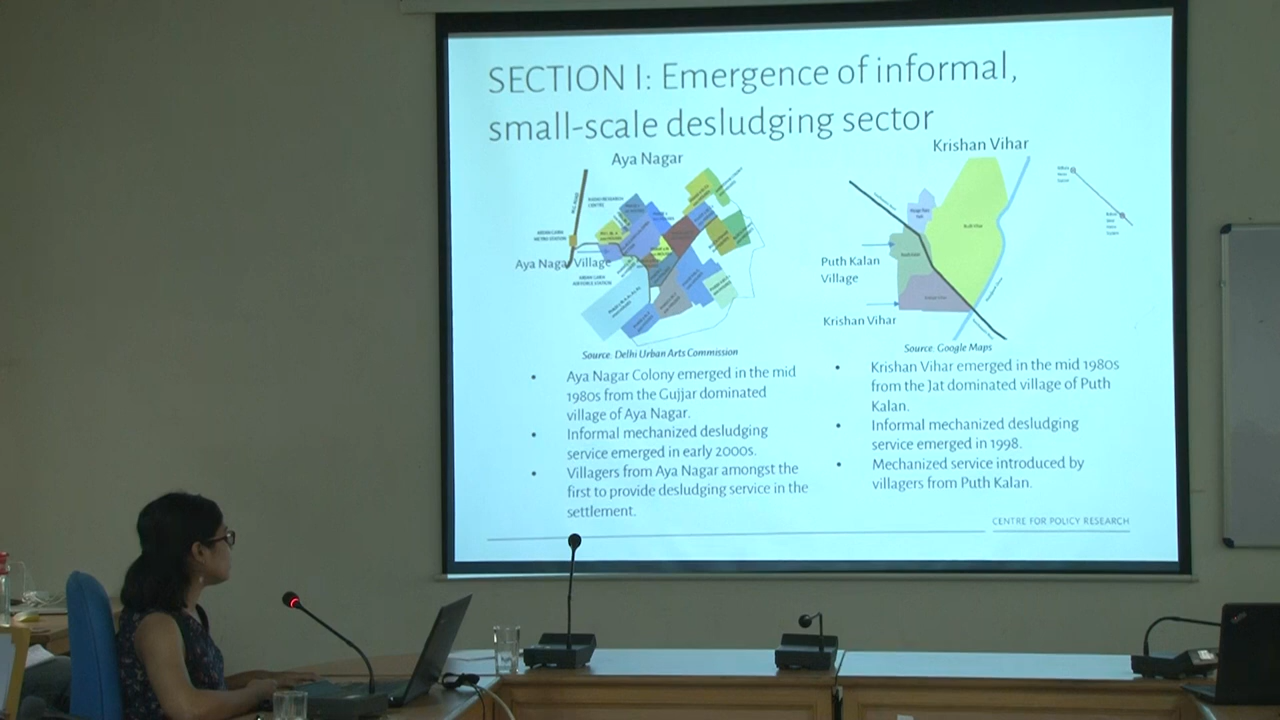 SECTION I: Emergence of informal,
small-scale desludging sector
Aya Nagar
Aya Nagar Village
Source: Delhi Urban Arts Commission
• Aya Nagar Colony emerged in the mid
1980s from the Gujjar dominated
village of Aya Nagar.
• Informal mechanized desludging
service emerged in early 2000s.
• Villagers from Aya Nagar amongst the
first to provide desludging service in the
settlement.
Krishan Vihar
Puth Kalan
Village
Krishan Vihar
Source: Google Maps
• Krishan Vihar emerged in the mid 1980s
from the Jat dominated village of Puth
Kalan.
• Informal mechanized desludging
service emerged in 1998.
• Mechanized service introduced by
villagers from Puth Kalan.
CENTRE FOR POLICY RESEARCH